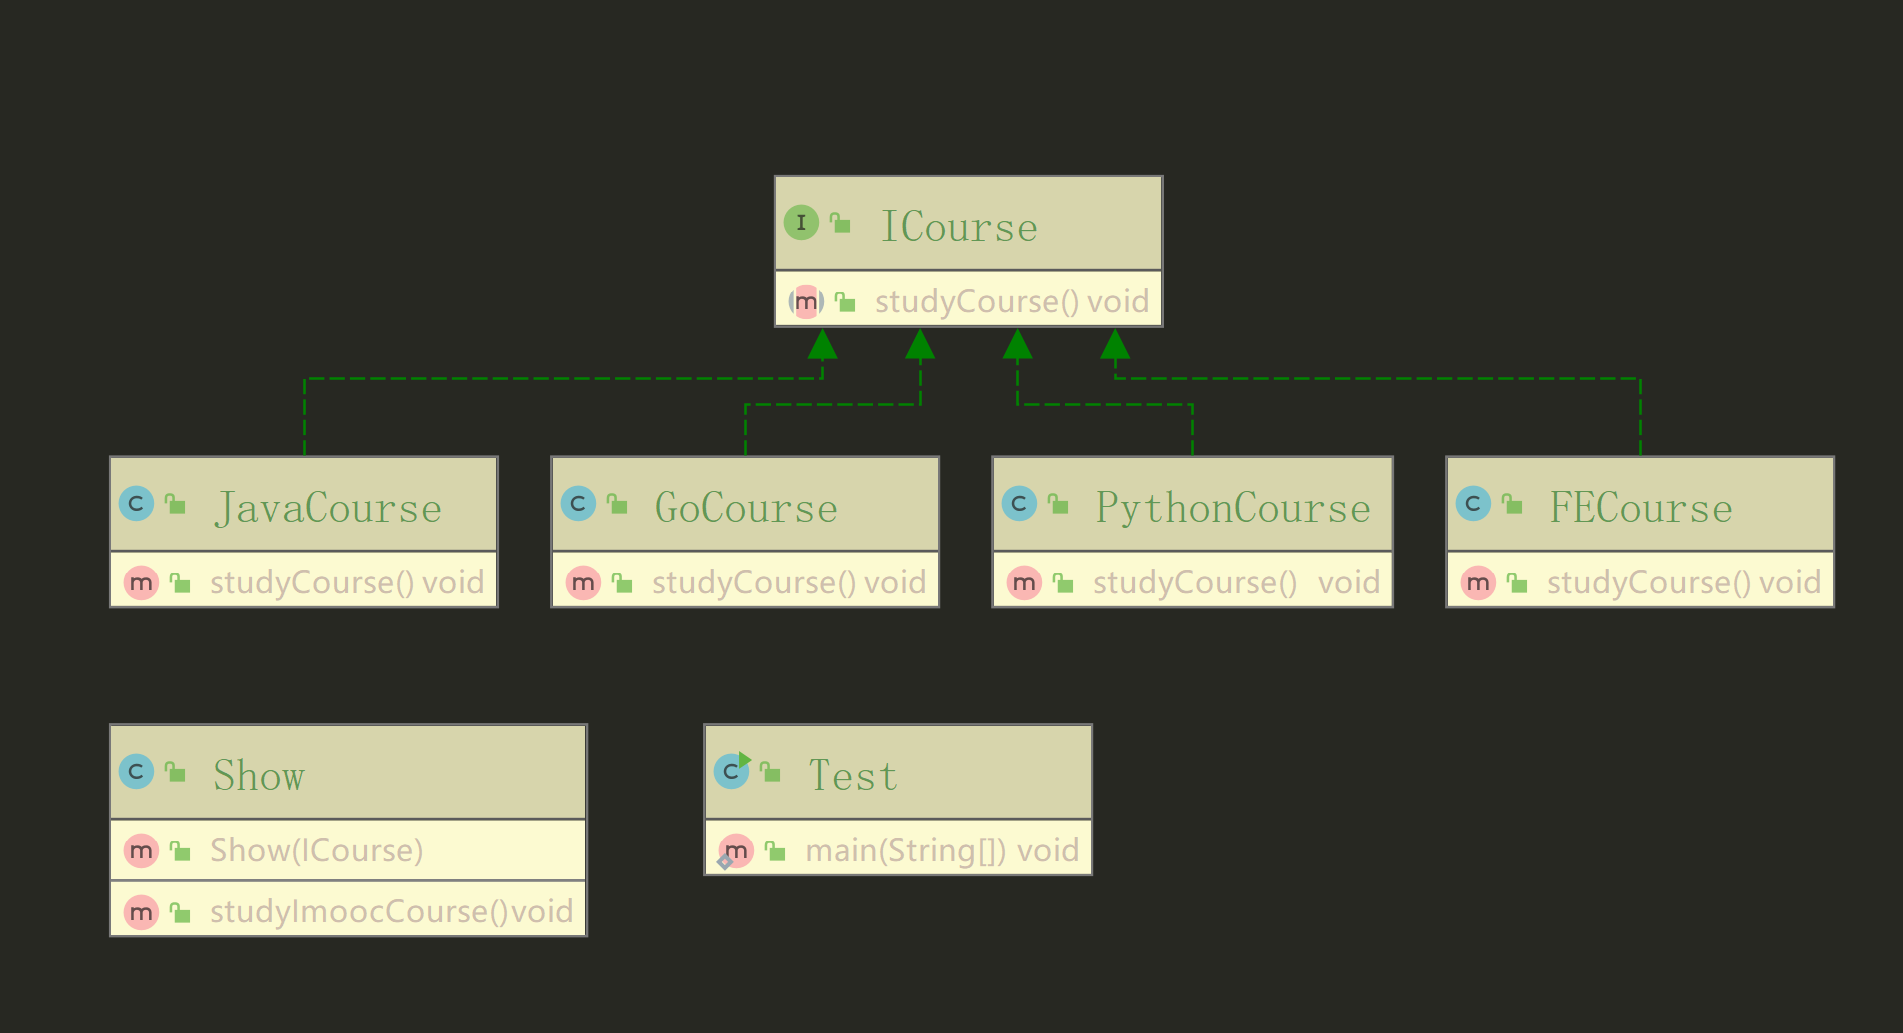 I ICourse
m studyCourse() void
C JavaCourse
m studyCourse() void
C GoCourse
m studyCourse() void
C PythonCourse
m studyCourse() void
C FECourse
m studyCourse() void
C Show
m Show(ICourse)
m studyImoocCourse()void
C Test
m main(String[]) void